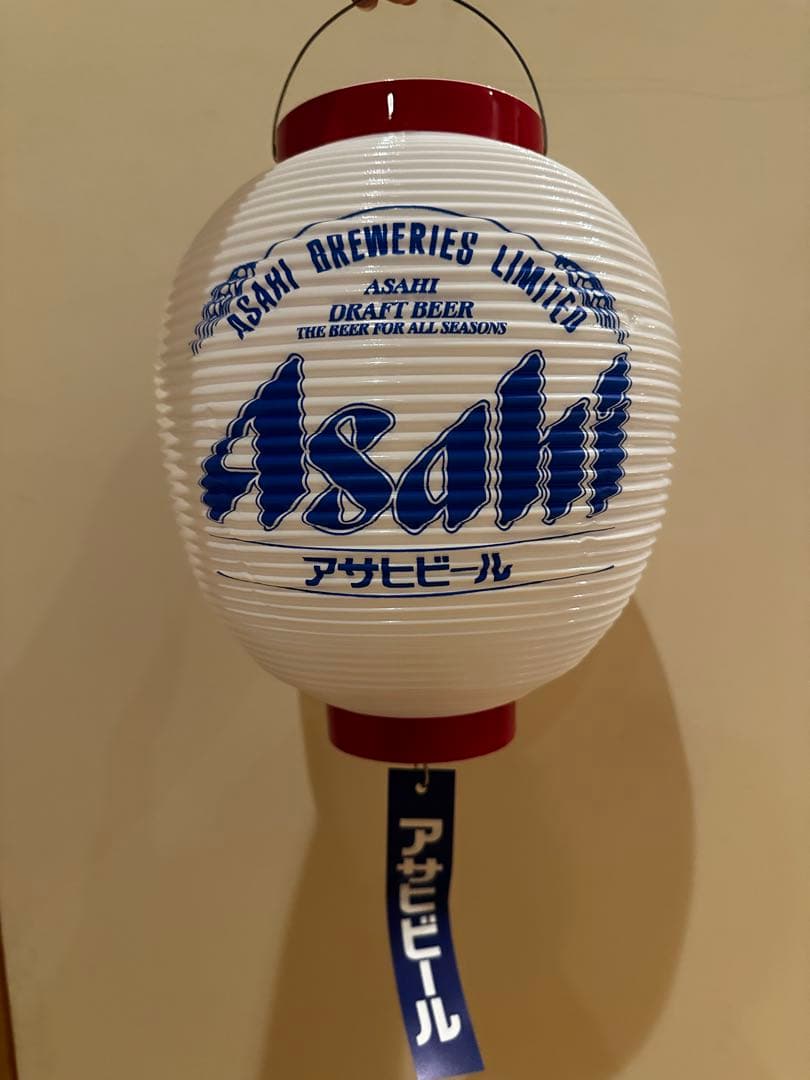 ASAHI BREWERIES LIMITED
ASAHI
DRAFT BEER
THE BEER FOR ALL SEASONS
Asahi
アサヒビール
アサヒビール